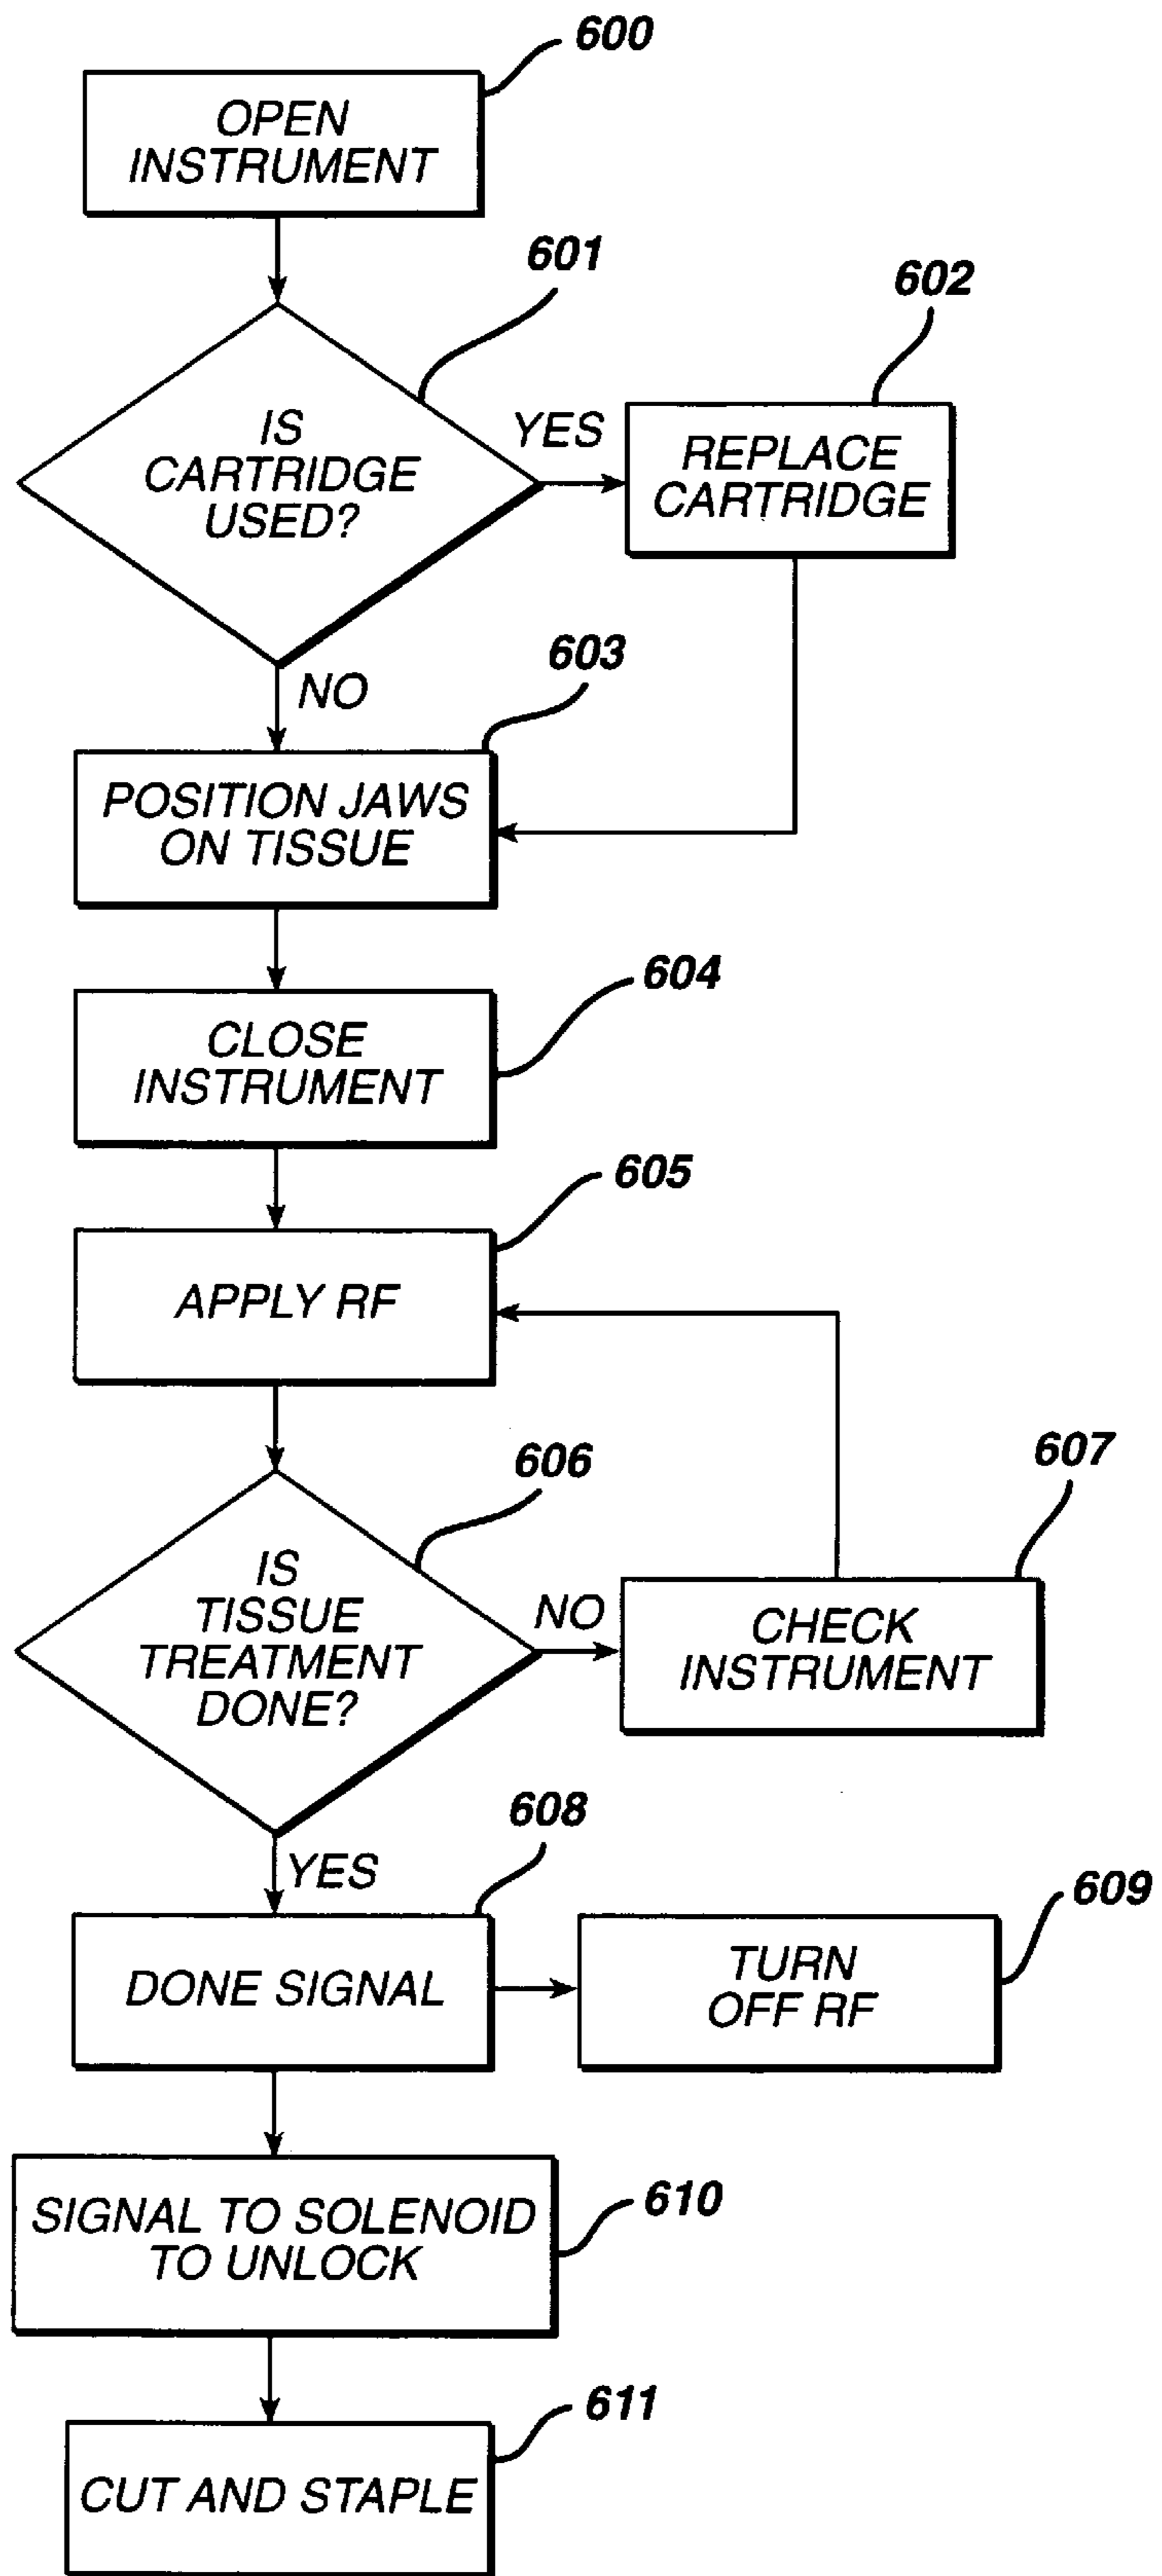 600
OPEN
INSTRUMENT
601
602
IS
CARTRIDGE
USED?
YES
REPLACE
CARTRIDGE
NO
603
POSITION JAWS
ON TISSUE
604
CLOSE
INSTRUMENT
605
APPLY RF
606
607
IS
TISSUE
TREATMENT
DONE?
NO
CHECK
INSTRUMENT
YES
608
609
DONE SIGNAL
TURN
OFF RF
610
SIGNAL TO SOLENOID
TO UNLOCK
611
CUT AND STAPLE